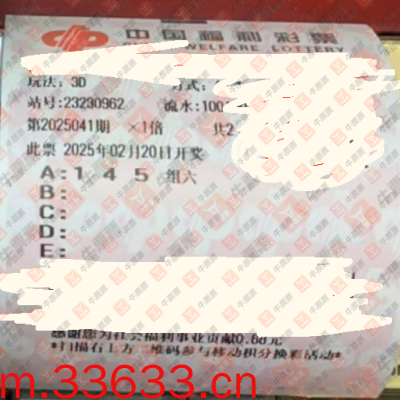 中国福利彩票
WELFARE LOTTERY
玩法:3D
站号:23230962 流水:100
第2025041期 ×1倍 共2
此票 2025年02月20日开奖
A:1 4 5 组六
B:
C:
D:
E:
感谢您为社会福利事业贡献0.68元
*扫描右上方二维码参与移动积分换彩活动*
m.33633.cn